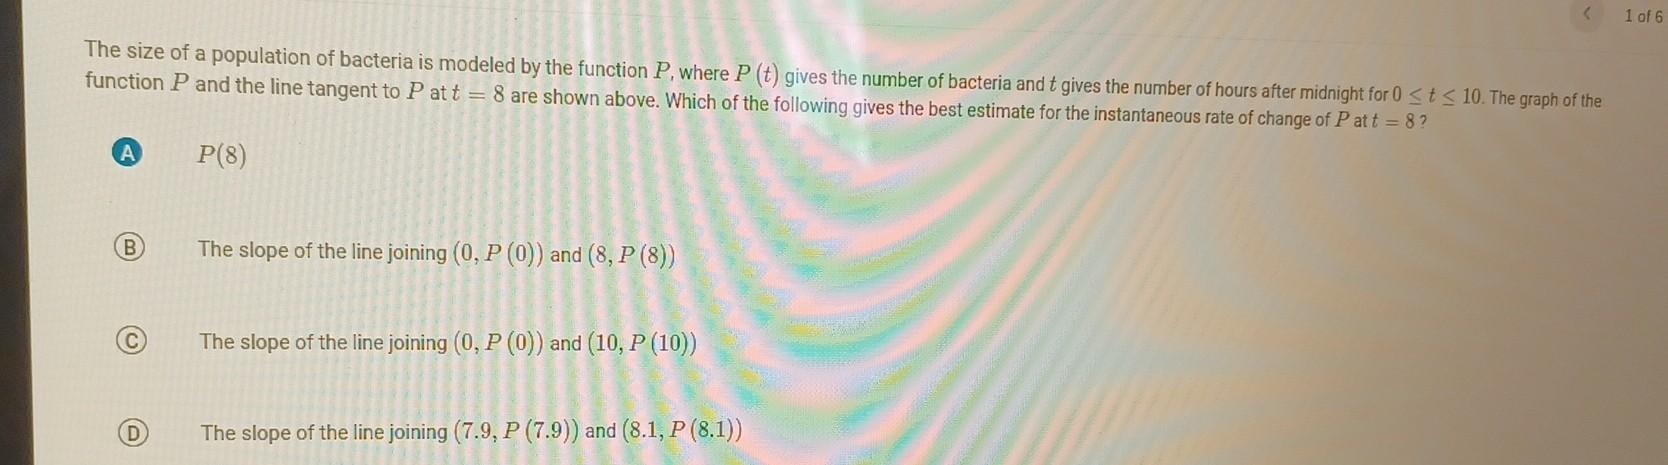 1 of 6
The size of a population of bacteria is modeled by the function P, where P (t) gives the number of bacteria and t gives the number of hours after midnight for 0 ≤ t ≤ 10. The graph of the
function P and the line tangent to P at t = 8 are shown above. Which of the following gives the best estimate for the instantaneous rate of change of P at t = 8 ?
A P(8)
B The slope of the line joining (0, P (0)) and (8, P (8))
C The slope of the line joining (0, P (0)) and (10, P (10))
D The slope of the line joining (7.9, P (7.9)) and (8.1, P (8.1))